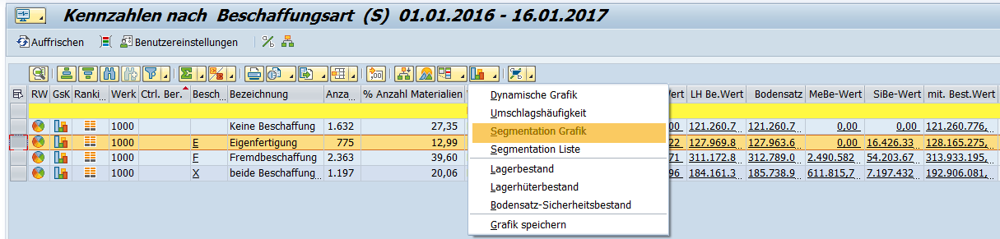 Kennzahlen nach Beschaffungsart (S) 01.01.2016 - 16.01.2017
Auffrischen Benutzereinstellungen
RW GsK Ranki... Werk Ctrl. Ber. Besch Bezeichnung Anza... % Anzahl Materialien Wert LH Be.Wert Bodensatz MeBe-Wert SiBe-Wert mit. Best.Wert
1000 Keine Beschaffung 1.632 27,35 00 121.260.7... 121.260.7... 0,00 0,00 121.260.776,...
1000 E Eigenfertigung 775 12,99 22 127.969.8... 127.963.6... 0,00 16.426.33... 128.165.275,...
1000 F Fremdbeschaffung 2.363 39,60 71 311.172.8... 312.789.0... 2.490.582... 54.203.67... 313.933.195,...
1000 X beide Beschaffung... 1.197 20,06 96 184.161.3... 185.738.9... 611.815,7... 7.197.432... 192.906.081,...
Dynamische Grafik
Umschlagshäufigkeit
Segmentation Grafik
Segmentation Liste
Lagerbestand
Lagerhüterbestand
Bodensatz-Sicherheitsbestand
Grafik speichern